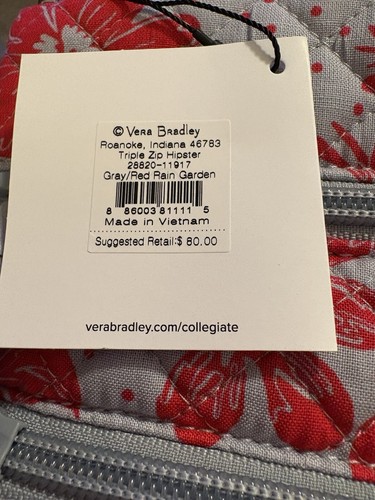 © Vera Bradley
Roanoke, Indiana 46783
Triple Zip Hipster
28820-11917
Gray/Red Rain Garden
8 86003 81111 5
Made in Vietnam
Suggested Retail:$ 80.00
verabradley.com/collegiate